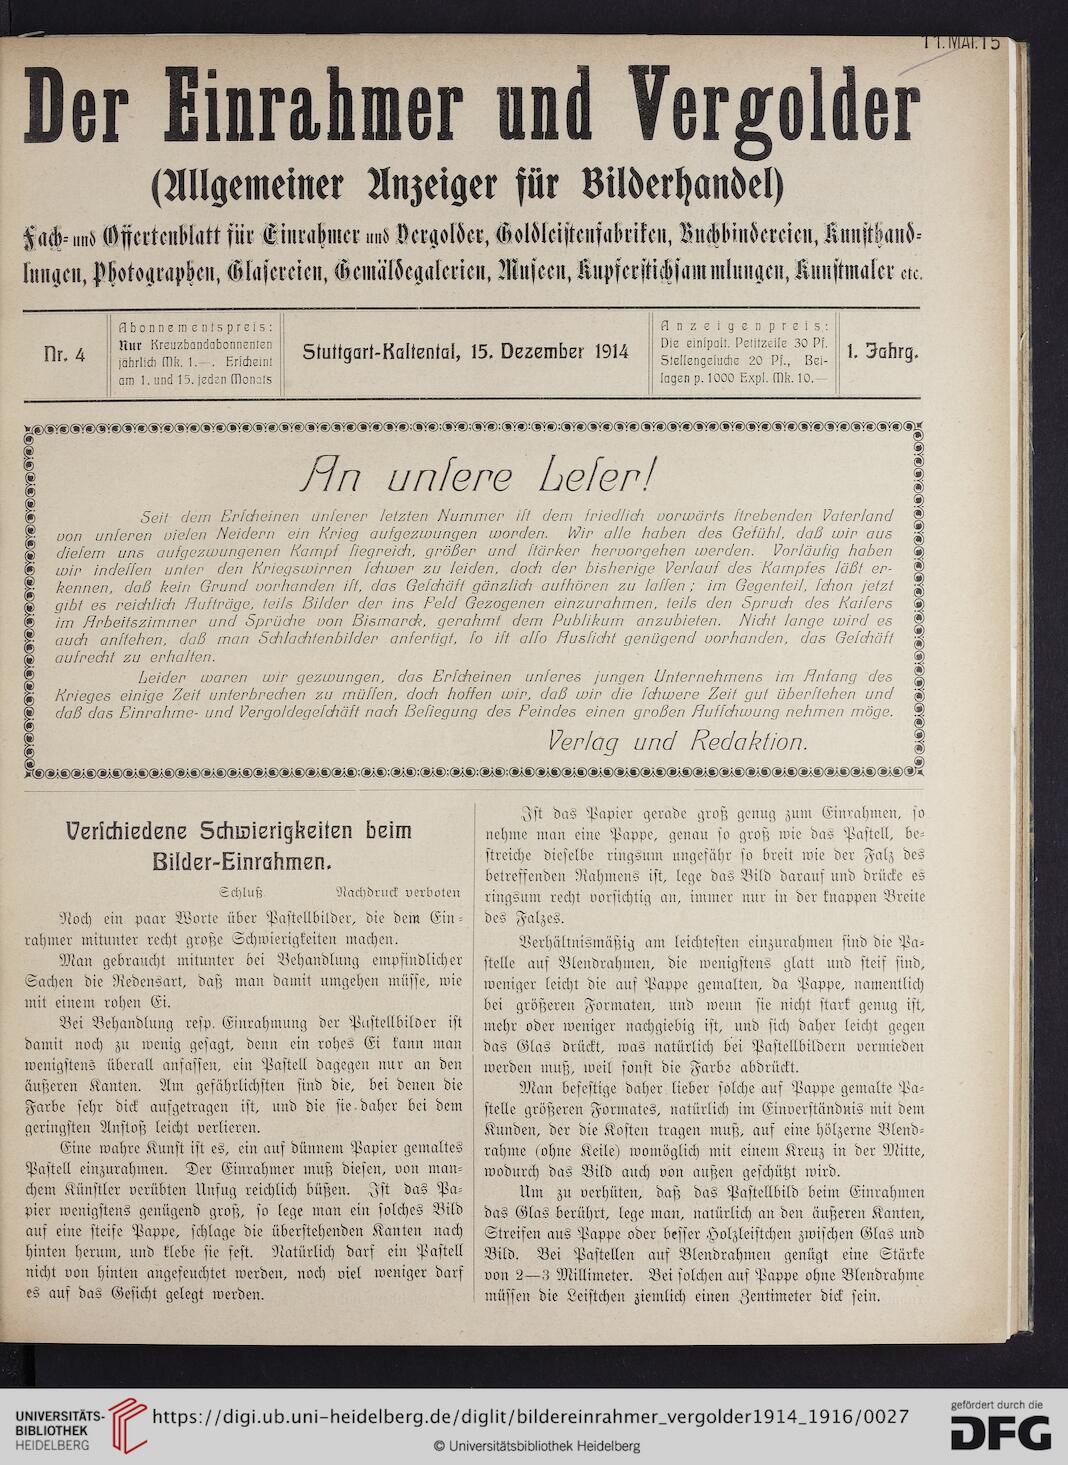 11. MAI. 15
Der Einrahmer und Vergolder
(Allgemeiner Anzeiger für Bilderhandel)
Fach- und Offertenblatt für Einrahmer und Vergolder, Goldleistenfabriken, Buchbindereien, Kunsthand-
lungen, Photographen, Glasereien, Gemäldegalerien, Museen, Kupferstichsammlungen, Kunstmaler etc.
Nr. 4
Abonnementspreis:
Nur Kreuzbandabonnenten
jährlich Mk. 1.—. Erscheint
am 1. und 15. jeden Monats
Stuttgart-Kaltental, 15. Dezember 1914
Anzeigenpreis:
Die einspalt. Petitzeile 30 Pf.
Stellengesuche 20 Pf., Bei-
lagen p. 1000 Expl. Mk. 10.—
1. Jahrg.
An unsere Leser!
Seit dem Erscheinen unserer letzten Nummer ist dem friedlich vorwärts strebenden Vaterland
von unseren vielen Neidern ein Krieg aufgezwungen worden. Wir alle haben des Gefühl, daß wir aus
diesem uns aufgezwungenen Kampf siegreich, größer und stärker hervorgehen werden. Vorläufig haben
wir indessen unter den Kriegswirren schwer zu leiden, doch der bisherige Verlauf des Kampfes läßt er-
kennen, daß kein Grund vorhanden ist, das Geschäft gänzlich aufhören zu lassen; im Gegenteil, schon jetzt
gibt es reichlich Aufträge, teils Bilder der ins Feld Gezogenen einzurahmen, teils den Spruch des Kaisers
im Arbeitszimmer und Sprüche von Bismarck, gerahmt dem Publikum anzubieten. Nicht lange wird es
auch anstehen, daß man Schlachtenbilder anfertigt, so ist also Aussicht genügend vorhanden, das Geschäft
aufrecht zu erhalten.
Leider waren wir gezwungen, das Erscheinen unseres jungen Unternehmens im Anfang des
Krieges einige Zeit unterbrechen zu müssen, doch hoffen wir, daß wir die schwere Zeit gut überstehen und
daß das Einrahme- und Vergoldegeschäft nach Besiegung des Feindes einen großen Aufschwung nehmen möge.
Verlag und Redaktion.
Verschiedene Schwierigkeiten beim
Bilder-Einrahmen.
Schluß. Nachdruck verboten
Noch ein paar Worte über Pastellbilder, die dem Ein-
rahmer mitunter recht große Schwierigkeiten machen.
Man gebraucht mitunter bei Behandlung empfindlicher
Sachen die Redensart, daß man damit umgehen müsse, wie
mit einem rohen Ei.
Bei Behandlung resp. Einrahmung der Pastellbilder ist
damit noch zu wenig gesagt, denn ein rohes Ei kann man
wenigstens überall anfassen, ein Pastell dagegen nur an den
äußeren Kanten. Am gefährlichsten sind die, bei denen die
Farbe sehr dick aufgetragen ist, und die sie daher bei dem
geringsten Anstoß leicht verlieren.
Eine wahre Kunst ist es, ein auf dünnem Papier gemaltes
Pastell einzurahmen. Der Einrahmer muß diesen, von man-
chem Künstler verübten Unfug reichlich büßen. Ist das Pa-
pier wenigstens genügend groß, so lege man ein solches Bild
auf eine steife Pappe, schlage die überstehenden Kanten nach
hinten herum, und klebe sie fest. Natürlich darf ein Pastell
nicht von hinten angefeuchtet werden, noch viel weniger darf
es auf das Gesicht gelegt werden.
Ist das Papier gerade groß genug zum Einrahmen, so
nehme man eine Pappe, genau so groß wie das Pastell, be-
streiche dieselbe ringsum ungefähr so breit wie der Falz des
betreffenden Rahmens ist, lege das Bild darauf und drücke es
ringsum recht vorsichtig an, immer nur in der knappen Breite
des Falzes.
Verhältnismäßig am leichtesten einzurahmen sind die Pa-
stelle auf Blendrahmen, die wenigstens glatt und steif sind,
weniger leicht die auf Pappe gemalten, da Pappe, namentlich
bei größeren Formaten, und wenn sie nicht stark genug ist,
mehr oder weniger nachgiebig ist, und sich daher leicht gegen
das Glas drückt, was natürlich bei Pastellbildern vermieden
werden muß, weil sonst die Farbe abdrückt.
Man befestige daher lieber solche auf Pappe gemalte Pa-
stelle größeren Formates, natürlich im Einverständnis mit dem
Kunden, der die Kosten tragen muß, auf eine hölzerne Blend-
rahme (ohne Keile) womöglich mit einem Kreuz in der Mitte,
wodurch das Bild auch von außen geschützt wird.
Um zu verhüten, daß das Pastellbild beim Einrahmen
das Glas berührt, lege man, natürlich an den äußeren Kanten,
Streifen aus Pappe oder besser Holzleistchen zwischen Glas und
Bild. Bei Pastellen auf Blendrahmen genügt eine Stärke
von 2—3 Millimeter. Bei solchen auf Pappe ohne Blendrahme
müssen die Leistchen ziemlich einen Zentimeter dick sein.
UNIVERSITÄTS-
BIBLIOTHEK
HEIDELBERG
https://digi.ub.uni-heidelberg.de/diglit/bildereinrahmer_vergolder1914_1916/0027
© Universitätsbibliothek Heidelberg
gefördert durch die
DFG